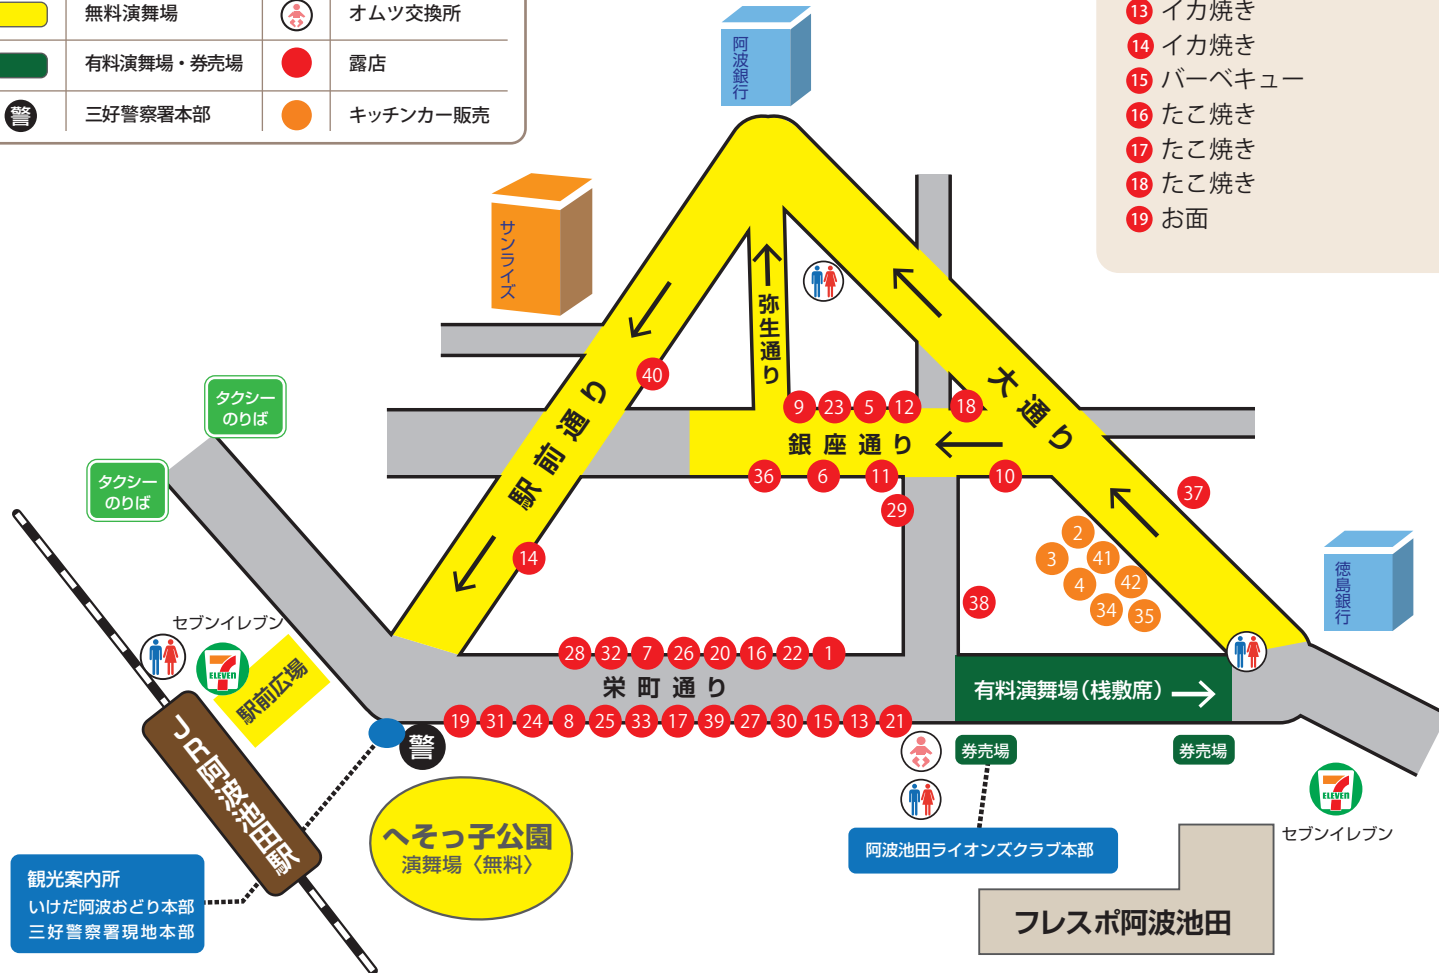 無料演舞場
オムツ交換所
有料演舞場・券売場
露店
警
三好警察署本部
キッチンカー販売
13 イカ焼き
14 イカ焼き
15 バーベキュー
16 たこ焼き
17 たこ焼き
18 たこ焼き
19 お面
阿波銀行
サンライズ
弥生通り
大通り
40
9 23 5 12 18
駅前通り
銀座通り
36 6 11 10
29
37
タクシー
のりば
タクシー
のりば
14
2
3 41
4 42
34 35
38
徳島銀行
セブンイレブン
7
ELEVEN
駅前広場
28 32 7 26 20 16 22 1
栄町通り
有料演舞場(桟敷席)
19 31 24 8 25 33 17 39 27 30 15 13 21
警
JR阿波池田駅
券売場
券売場
へそっ子公園
演舞場〈無料〉
7
ELEVEN
セブンイレブン
阿波池田ライオンズクラブ本部
観光案内所
いけだ阿波おどり本部
三好警察署現地本部
フレスポ阿波池田